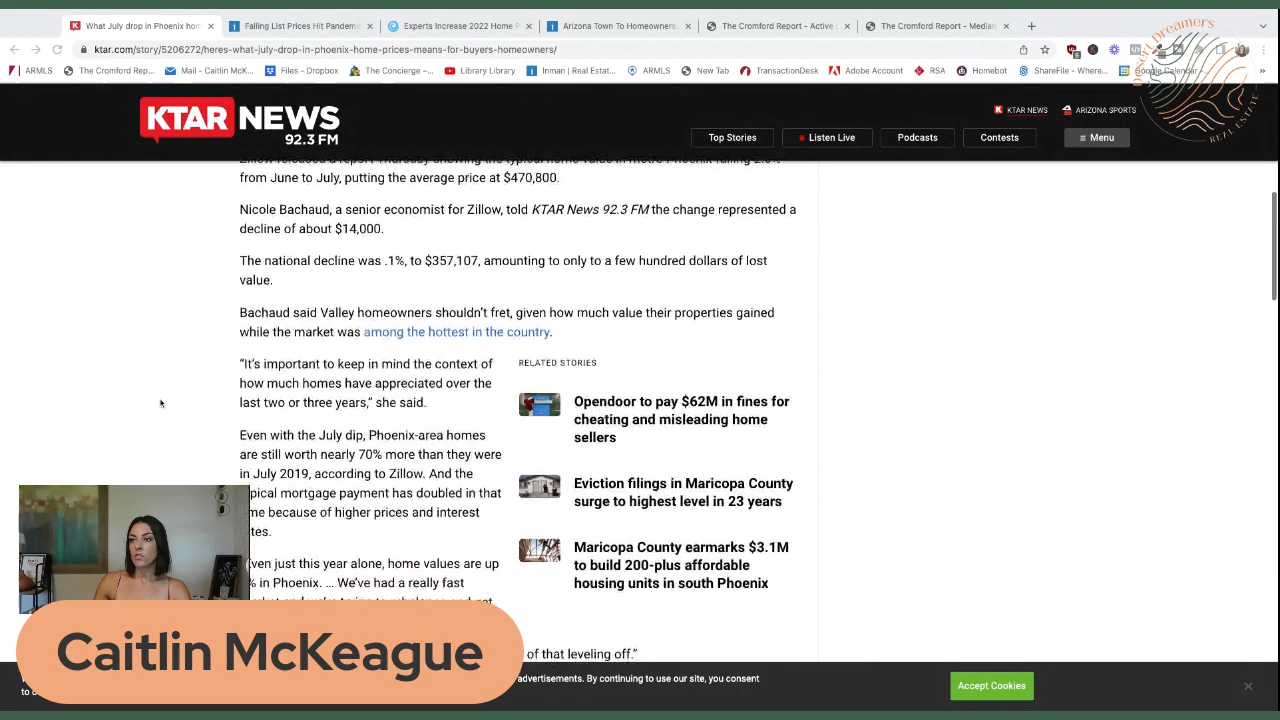 What July drop in Phoenix hom
Falling List Prices Hit Pandemic
Experts Increase 2022 Home P
Arizona Town To Homeowners:
The Cromford Report - Active
The Cromford Report - Median
ktar.com/story/5206272/heres-what-july-drop-in-phoenix-home-prices-means-for-buyers-homeowners/
ARMLS
The Cromford Rep...
Mail - Caitlin McK...
Files - Dropbox
The Concierge –...
Library Library
Inman | Real Estat...
ARMLS
New Tab
TransactionDesk
Adobe Account
RSA
Homebot
ShareFile - Where...
Google Calendar -...
REAL ESTATE
KTAR NEWS
92.3 FM
KTAR NEWS
ARIZONA SPORTS
Top Stories
Listen Live
Podcasts
Contests
Menu
Zillow released a report Thursday showing the typical home value in metro Phoenix falling
from June to July, putting the average price at $470,800.
Nicole Bachaud, a senior economist for Zillow, told KTAR News 92.3 FM the change represented a
decline of about $14,000.
The national decline was .1%, to $357,107, amounting to only to a few hundred dollars of lost
value.
Bachaud said Valley homeowners shouldn’t fret, given how much value their properties gained
while the market was among the hottest in the country.
“It’s important to keep in mind the context of
how much homes have appreciated over the
last two or three years,” she said.
Even with the July dip, Phoenix-area homes
are still worth nearly 70% more than they were
in July 2019, according to Zillow. And the
ypical mortgage payment has doubled in that
me because of higher prices and interest
tes.
ven just this year alone, home values are up
% in Phoenix. ... We’ve had a really fast
of that leveling off.”
RELATED STORIES
Opendoor to pay $62M in fines for
cheating and misleading home
sellers
Eviction filings in Maricopa County
surge to highest level in 23 years
Maricopa County earmarks $3.1M
to build 200-plus affordable
housing units in south Phoenix
Caitlin McKeague
advertisements. By continuing to use our site, you consent
to
Accept Cookies